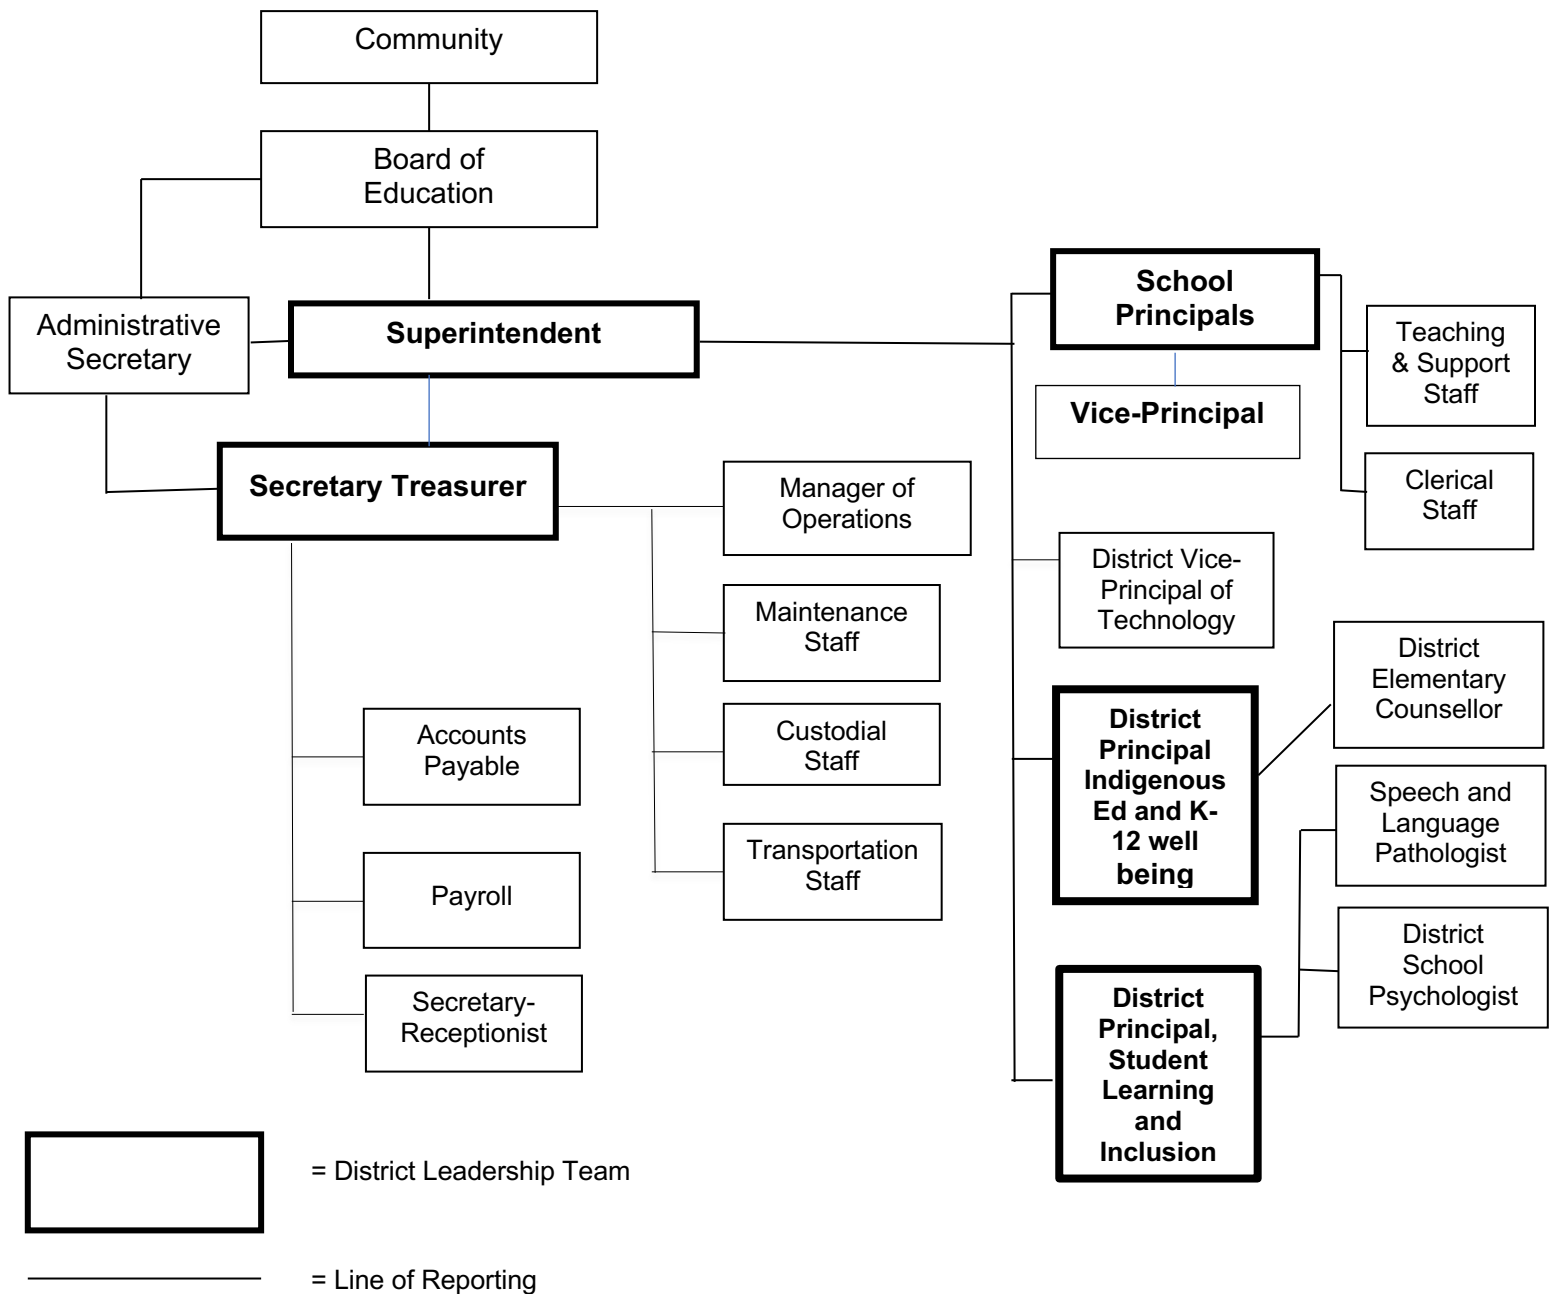 Community
Board of
Education
Administrative
Secretary
Superintendent
Secretary Treasurer
Manager of
Operations
Maintenance
Staff
Custodial
Staff
Transportation
Staff
Accounts
Payable
Payroll
Secretary-
Receptionist
School
Principals
Vice-Principal
Teaching
& Support
Staff
Clerical
Staff
District Vice-
Principal of
Technology
District
Principal
Indigenous
Ed and K-
12 well
being
District
Elementary
Counsellor
District
Principal,
Student
Learning
and
Inclusion
Speech and
Language
Pathologist
District
School
Psychologist
= District Leadership Team
= Line of Reporting